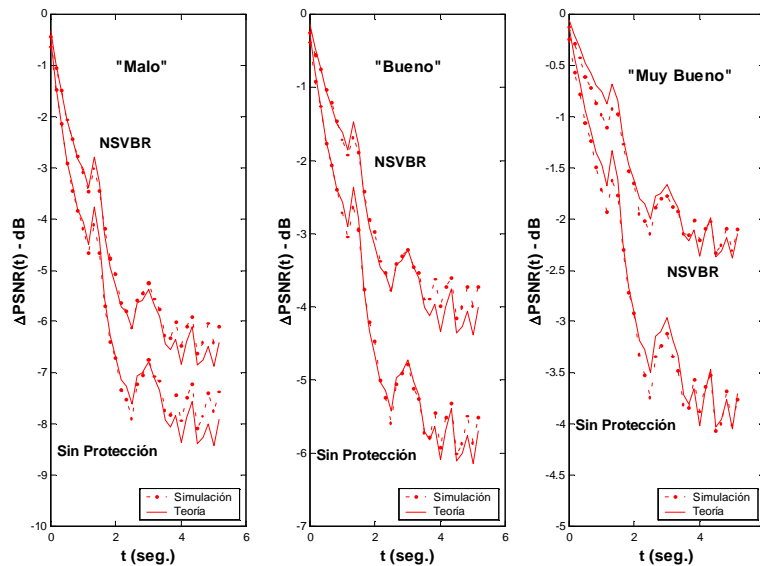 "Malo"
NSVBR
Sin Protección
Simulación
Teoría
0
-1
-2
-3
-4
-5
-6
-7
-8
-9
-10
0 2 4 6
t (seg.)
ΔPSNR(t) - dB
"Bueno"
NSVBR
Sin Protección
Simulación
Teoría
0
-1
-2
-3
-4
-5
-6
-7
0 2 4 6
t (seg.)
ΔPSNR(t) - dB
"Muy Bueno"
NSVBR
Sin Protección
Simulación
Teoría
0
-0.5
-1
-1.5
-2
-2.5
-3
-3.5
-4
-4.5
-5
0 2 4 6
t (seg.)
ΔPSNR(t) - dB